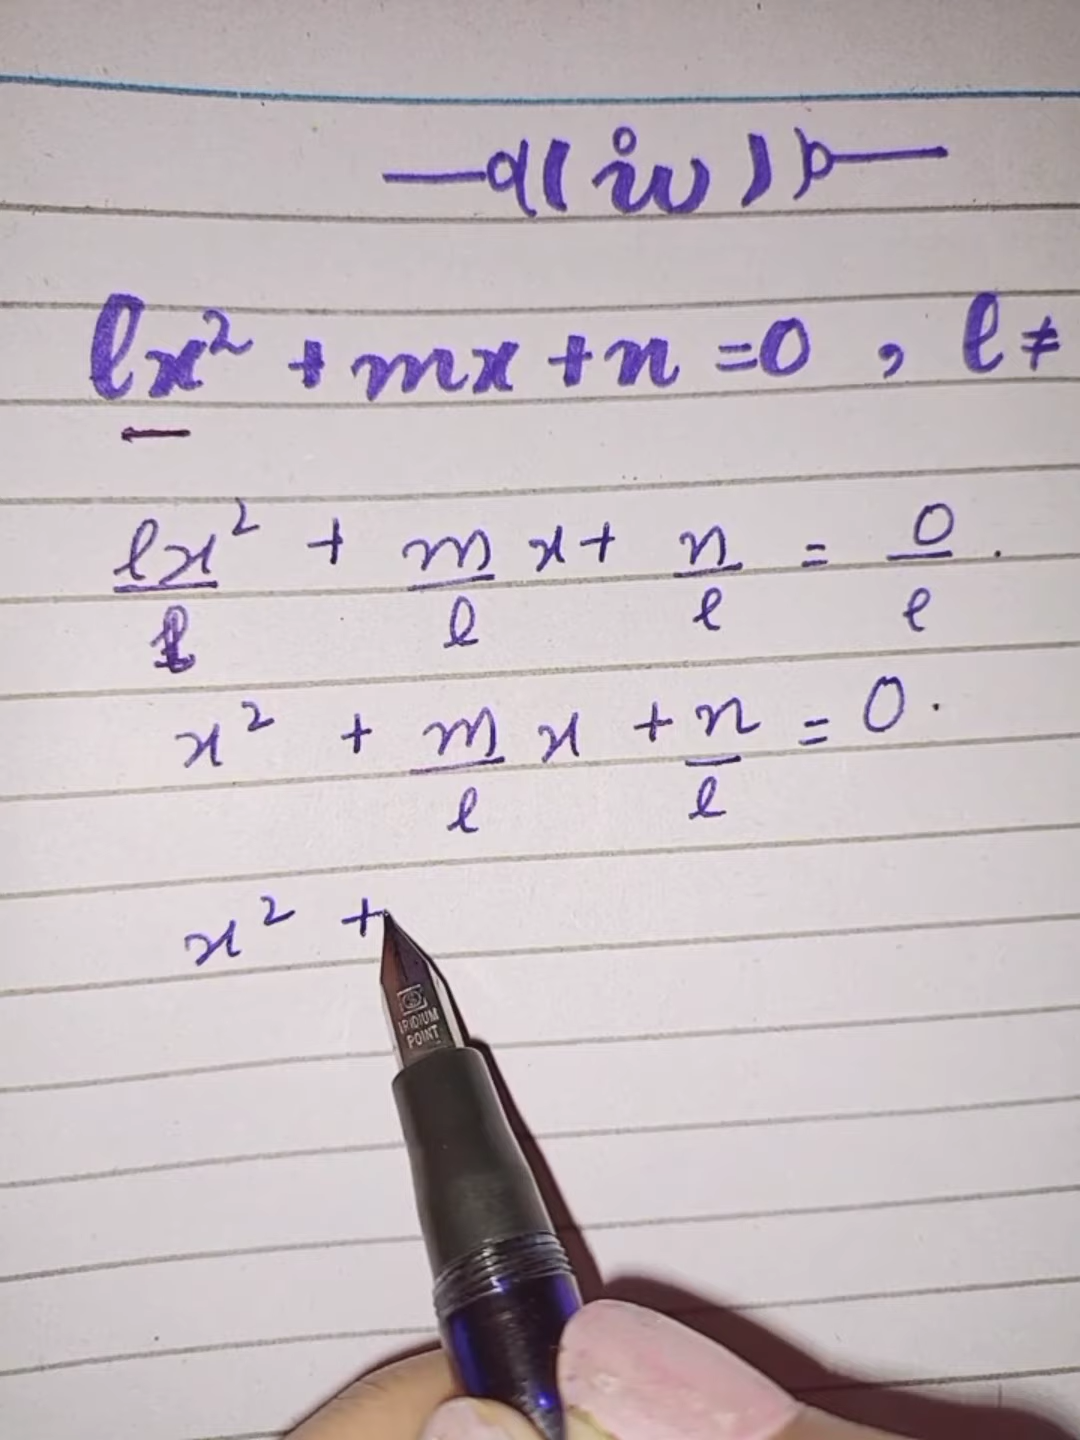 (iv)
lx² + mx + n = 0 , l ≠
lx²/l + m/l x + n/l = 0/l .
x² + m/l x + n/l = 0 .
x² +
IRIDIUM
POINT